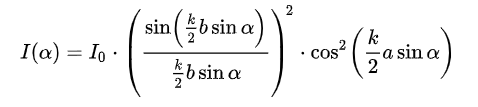 I(α) = I₀ · ( sin(k/2 b sin α) / (k/2 b sin α) )² · cos²(k/2 a sin α)